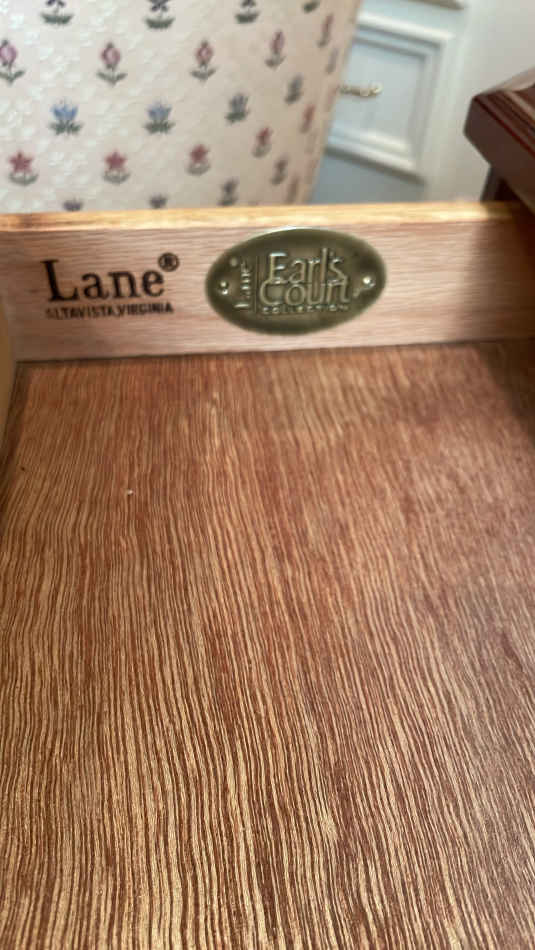 Lane®
ALTAVISTA, VIRGINIA
Lane®
Earl's
Court
COLLECTION